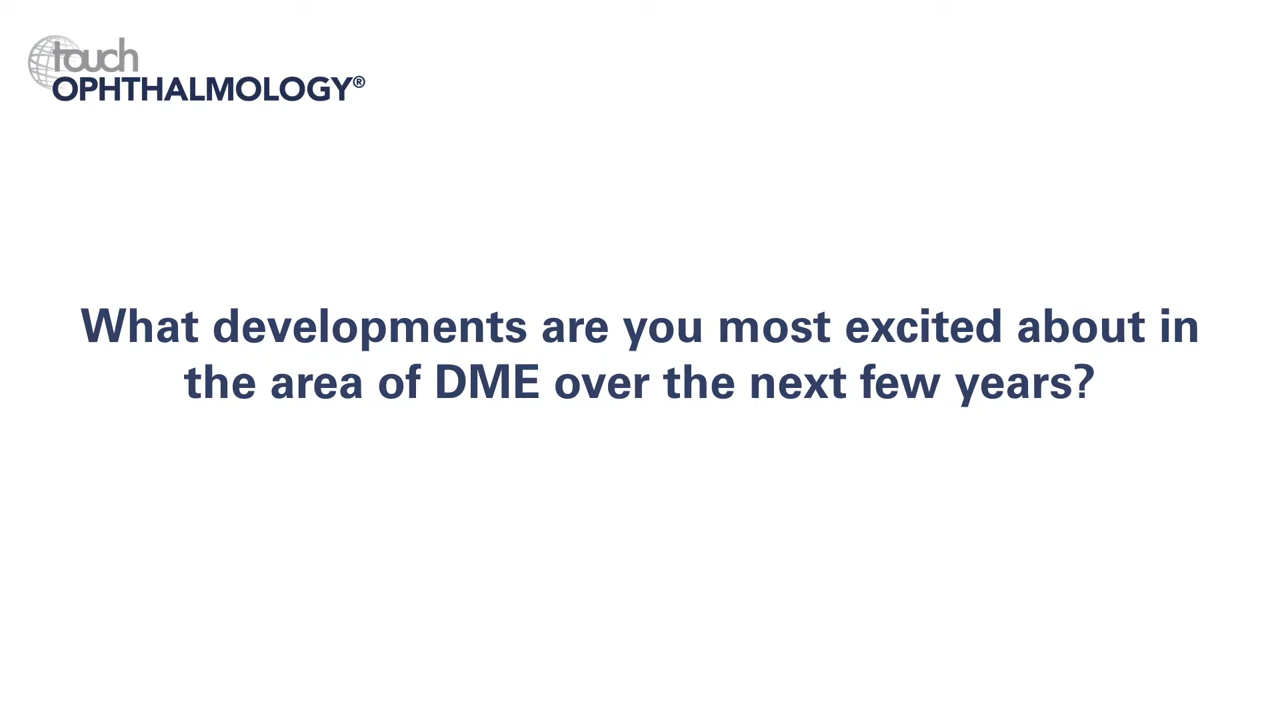 touch
OPHTHALMOLOGY®
What developments are you most excited about in
the area of DME over the next few years?